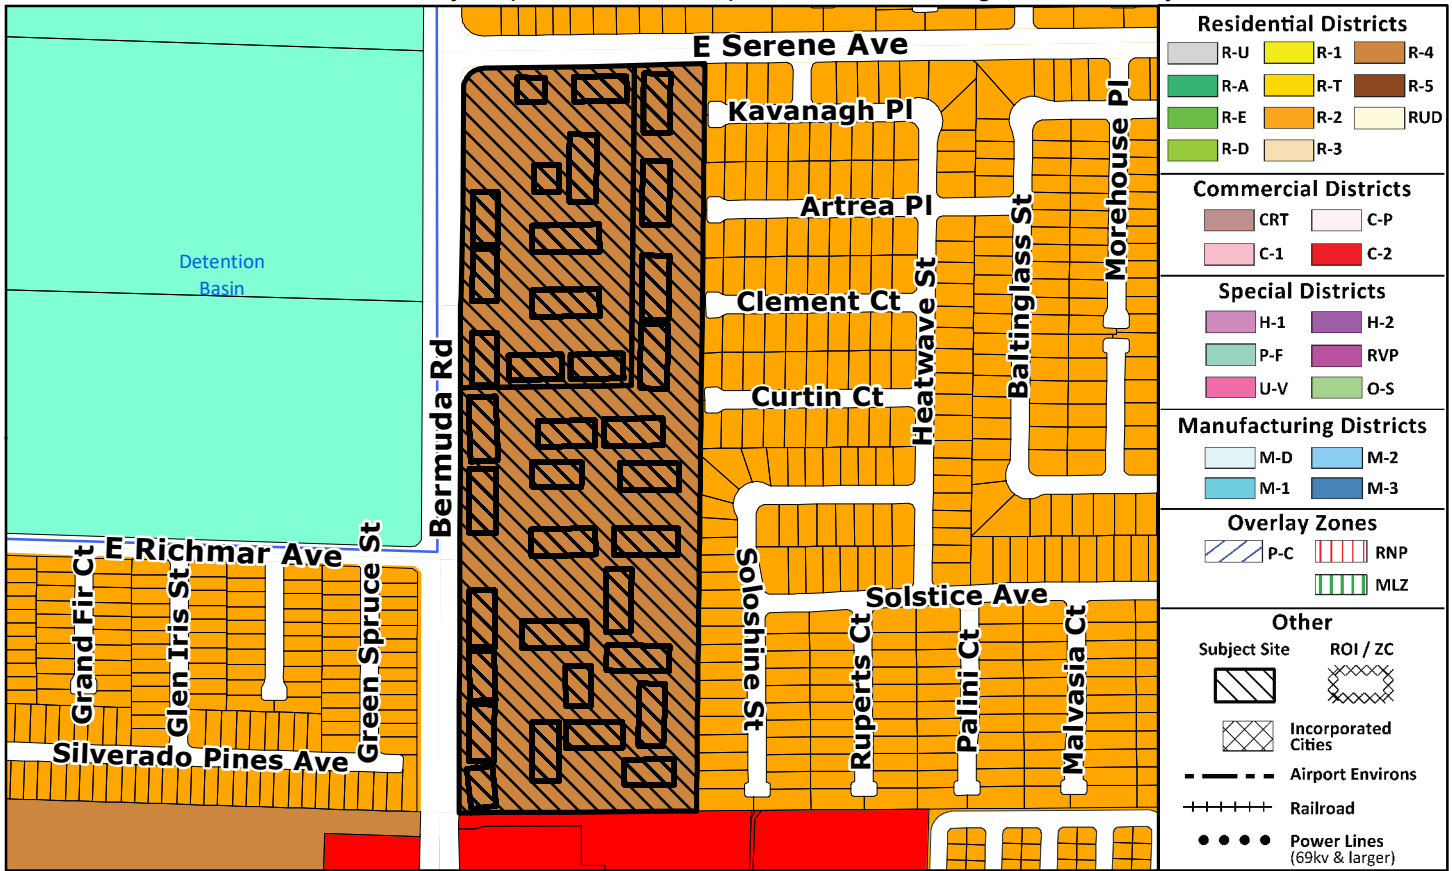 E Serene Ave
Kavanagh Pl
Artrea Pl
Clement Ct
Curtin Ct
Heatwave St
Baltinglass St
Morehouse Pl
Detention
Basin
Bermuda Rd
E Richmar Ave
Grand Fir Ct
Glen Iris St
Green Spruce St
Silverado Pines Ave
Soloshine St
Solstice Ave
Ruperts Ct
Palini Ct
Malvasia Ct
Residential Districts
R-U R-1 R-4
R-A R-T R-5
R-E R-2 RUD
R-D R-3
Commercial Districts
CRT C-P
C-1 C-2
Special Districts
H-1 H-2
P-F RVP
U-V O-S
Manufacturing Districts
M-D M-2
M-1 M-3
Overlay Zones
P-C RNP
MLZ
Other
Subject Site ROI / ZC
Incorporated
Cities
Airport Environs
Railroad
Power Lines
(69kv & larger)